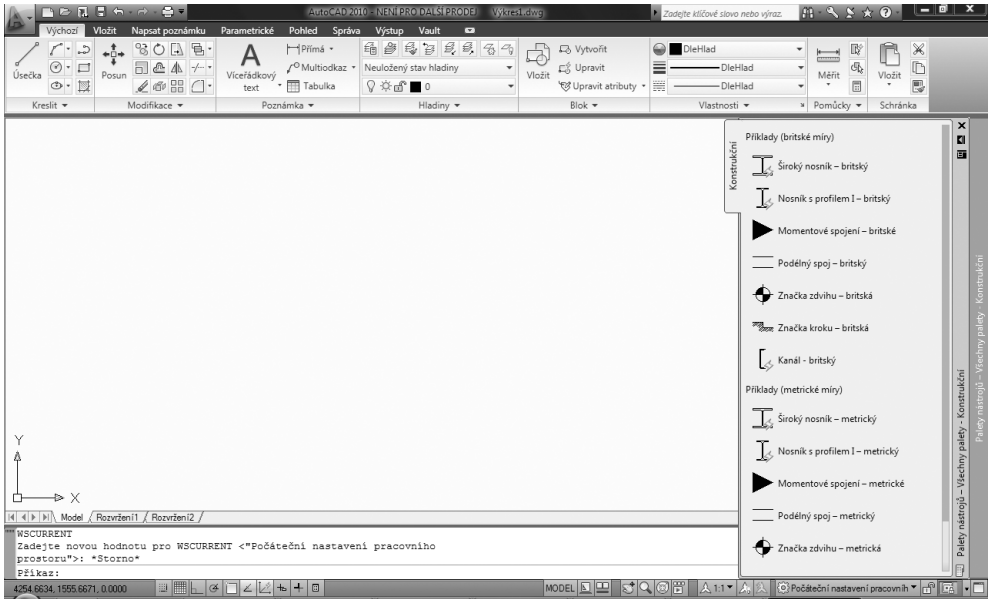 AutoCAD 2010 - NENÍ PRO DALŠÍ PRODEJ Výkres1.dwg
Zadejte klíčové slovo nebo výraz.
Výchozí Vložit Napsat poznámku Parametrické Pohled Správa Výstup Vault
Úsečka
Posun
A
Víceřádkový
text
Přímá
Multiodkaz
Tabulka
Neuložený stav hladiny
0
Vložit
Vytvořit
Upravit
Upravit atributy
DleHlad
DleHlad
DleHlad
Měřit
Vložit
Kreslit
Modifikace
Poznámka
Hladiny
Blok
Vlastnosti
Pomůcky
Schránka
Konstrukční
Příklady (britské míry)
Široký nosník – britský
Nosník s profilem I – britský
Momentové spojení – britské
Podélný spoj – britský
Značka zdvihu – britská
Značka kroku – britská
Kanál - britský
Příklady (metrické míry)
Široký nosník – metrický
Nosník s profilem I – metrický
Momentové spojení – metrické
Podélný spoj – metrický
Značka zdvihu – metrická
Palety nástrojů – Všechny palety - Konstrukční
Palety nástrojů – Všechny palety - Konstrukční
Y
X
Model Rozvržení1 Rozvržení2
WSCURRENT
Zadejte novou hodnotu pro WSCURRENT <"Počáteční nastavení pracovního
prostoru">: *Storno*
Příkaz:
4254.6634, 1555.6671, 0.0000
MODEL
1:1
Počáteční nastavení pracovníh